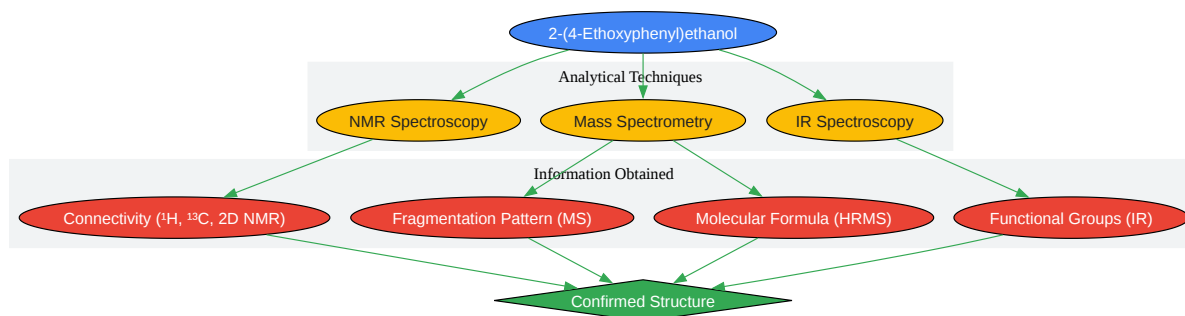 2-(4-Ethoxyphenyl)ethanol
Analytical Techniques
NMR Spectroscopy
Mass Spectrometry
IR Spectroscopy
Information Obtained
Connectivity (¹H, ¹³C, 2D NMR)
Fragmentation Pattern (MS)
Molecular Formula (HRMS)
Functional Groups (IR)
Confirmed Structure